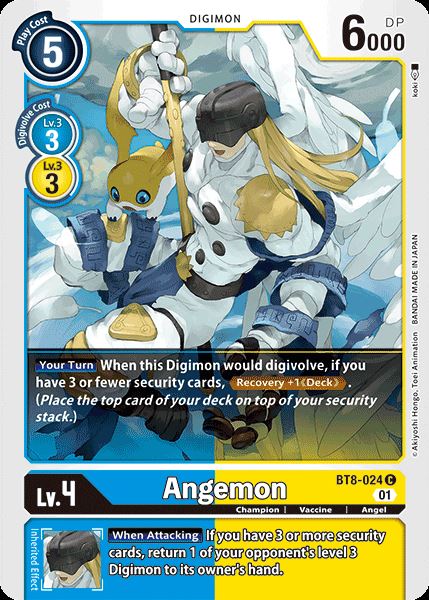 DIGIMON
Play Cost
5
DP
6000
koki
Digivolve Cost
Lv.3
3
Lv.3
3
Your Turn When this Digimon would digivolve, if you
have 3 or fewer security cards, Recovery +1《Deck》.
(Place the top card of your deck on top of your security
stack.)
©Akiyoshi Hongo, Toei Animation BANDAI MADE IN JAPAN
BT8-024 C
01
Lv.4
Angemon
Champion | Vaccine | Angel
Inherited Effect
When Attacking If you have 3 or more security
cards, return 1 of your opponent's level 3
Digimon to its owner's hand.